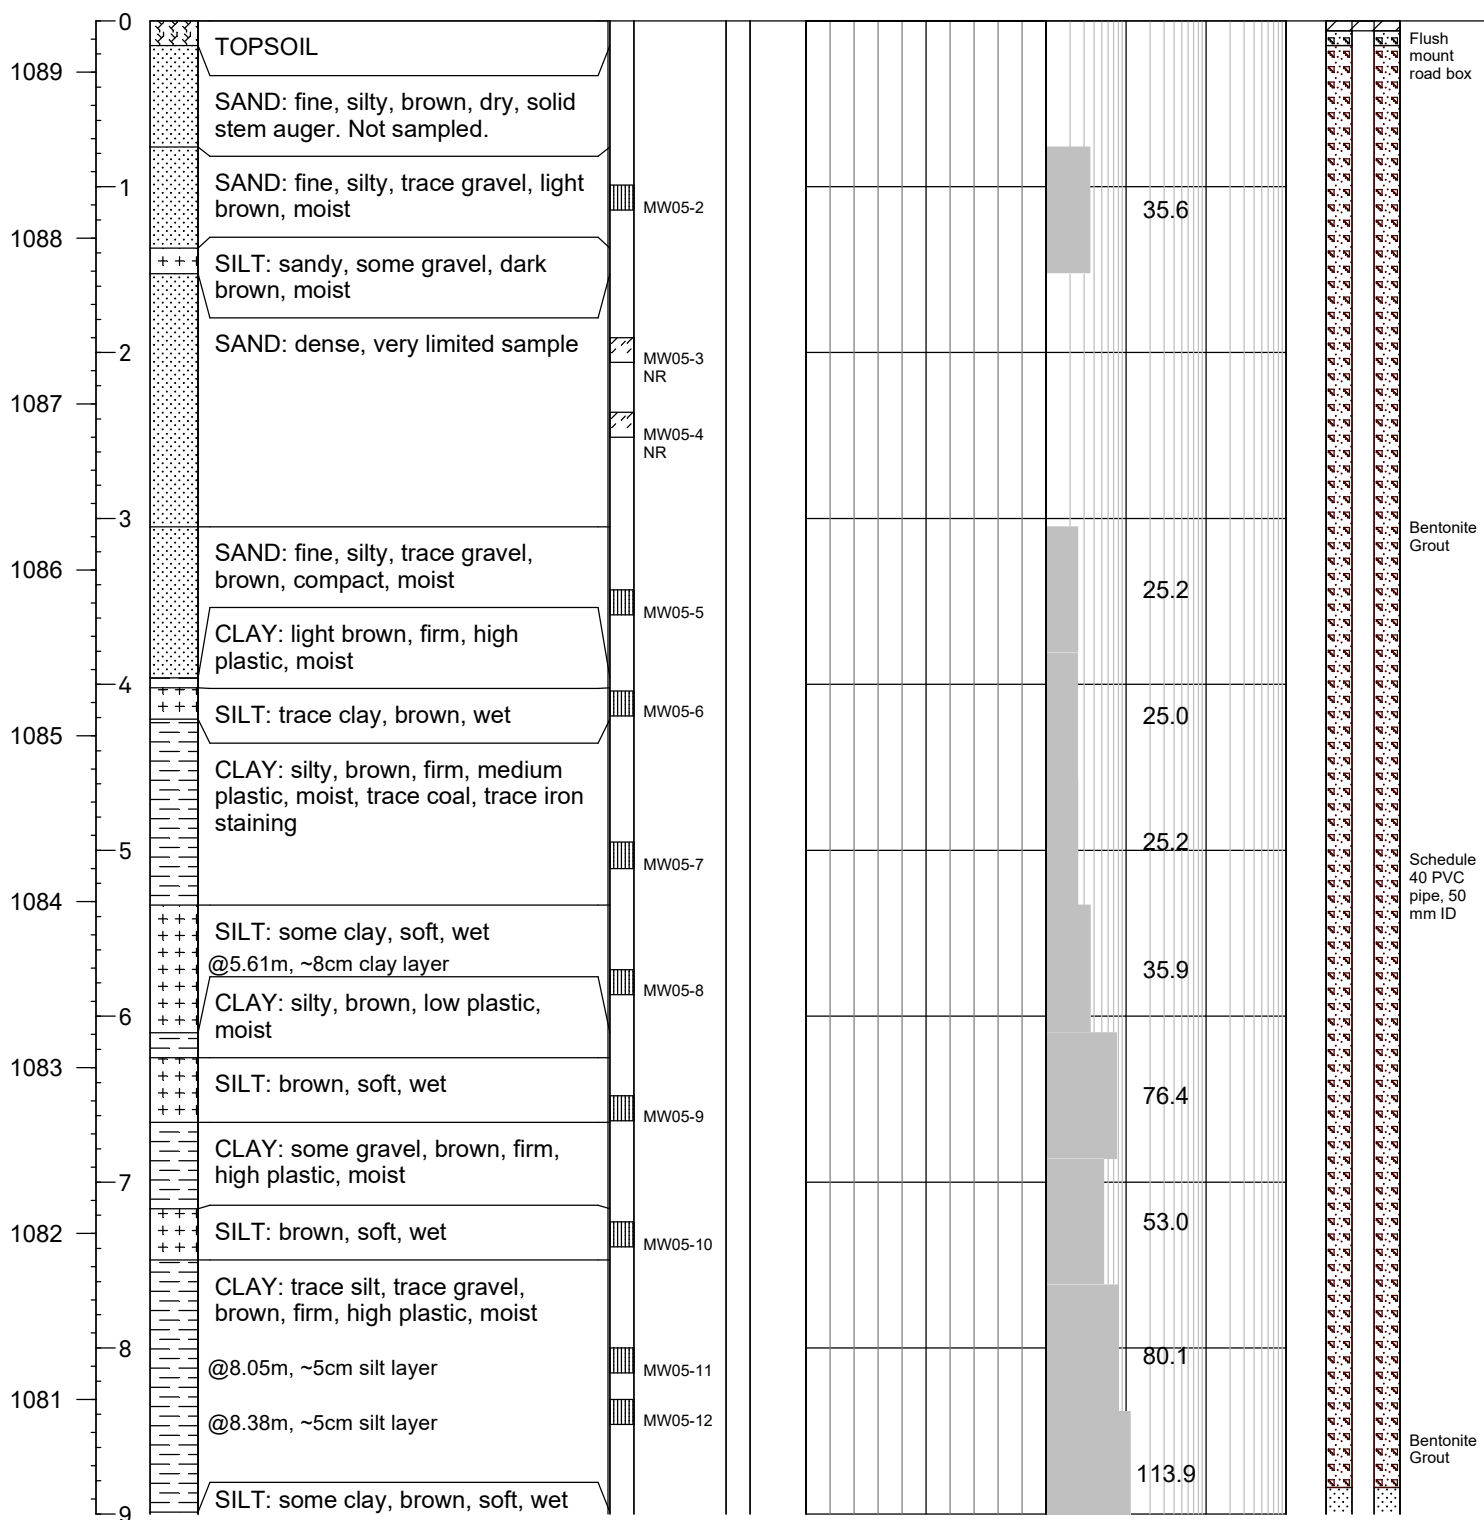 0
TOPSOIL
Flush
mount
road box
1089
SAND: fine, silty, brown, dry, solid
stem auger. Not sampled.
1
SAND: fine, silty, trace gravel, light
brown, moist
MW05-2
35.6
1088
SILT: sandy, some gravel, dark
brown, moist
2
SAND: dense, very limited sample
MW05-3
NR
1087
MW05-4
NR
3
Bentonite
Grout
SAND: fine, silty, trace gravel,
brown, compact, moist
1086
MW05-5
25.2
CLAY: light brown, firm, high
plastic, moist
4
SILT: trace clay, brown, wet
MW05-6
25.0
1085
CLAY: silty, brown, firm, medium
plastic, moist, trace coal, trace iron
staining
5
MW05-7
25.2
Schedule
40 PVC
pipe, 50
mm ID
1084
SILT: some clay, soft, wet
@5.61m, ~8cm clay layer
MW05-8
35.9
CLAY: silty, brown, low plastic,
moist
6
1083
SILT: brown, soft, wet
MW05-9
76.4
CLAY: some gravel, brown, firm,
high plastic, moist
7
SILT: brown, soft, wet
MW05-10
53.0
1082
CLAY: trace silt, trace gravel,
brown, firm, high plastic, moist
8
@8.05m, ~5cm silt layer
MW05-11
80.1
1081
@8.38m, ~5cm silt layer
MW05-12
Bentonite
Grout
113.9
SILT: some clay, brown, soft, wet
9